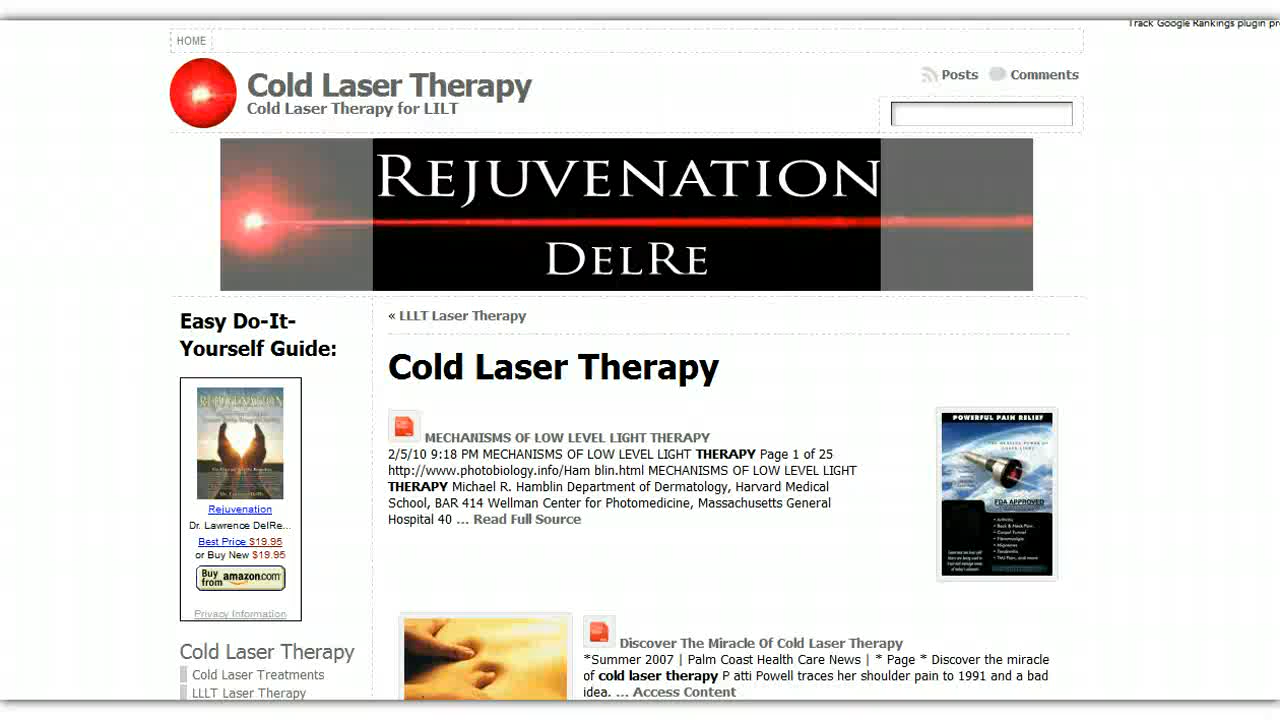 Track Google Rankings plugin pr
HOME
Cold Laser Therapy
Cold Laser Therapy for LILT
Posts
Comments
REJUVENATION
DELRE
Easy Do-It-
Yourself Guide:
REJUVENATION
Rejuvenation
Dr. Lawrence DelRe...
Best Price $19.95
or Buy New $19.95
Buy
from amazon.com
Privacy Information
Cold Laser Therapy
Cold Laser Treatments
LLLT Laser Therapy
« LLLT Laser Therapy
Cold Laser Therapy
MECHANISMS OF LOW LEVEL LIGHT THERAPY
2/5/10 9:18 PM MECHANISMS OF LOW LEVEL LIGHT THERAPY Page 1 of 25
http://www.photobiology.info/Ham blin.html MECHANISMS OF LOW LEVEL LIGHT
THERAPY Michael R. Hamblin Department of Dermatology, Harvard Medical
School, BAR 414 Wellman Center for Photomedicine, Massachusetts General
Hospital 40 ... Read Full Source
POWERFUL PAIN RELIEF
FDA APPROVED
Discover The Miracle Of Cold Laser Therapy
*Summer 2007 | Palm Coast Health Care News | * Page * Discover the miracle
of cold laser therapy P atti Powell traces her shoulder pain to 1991 and a bad
idea. ... Access Content